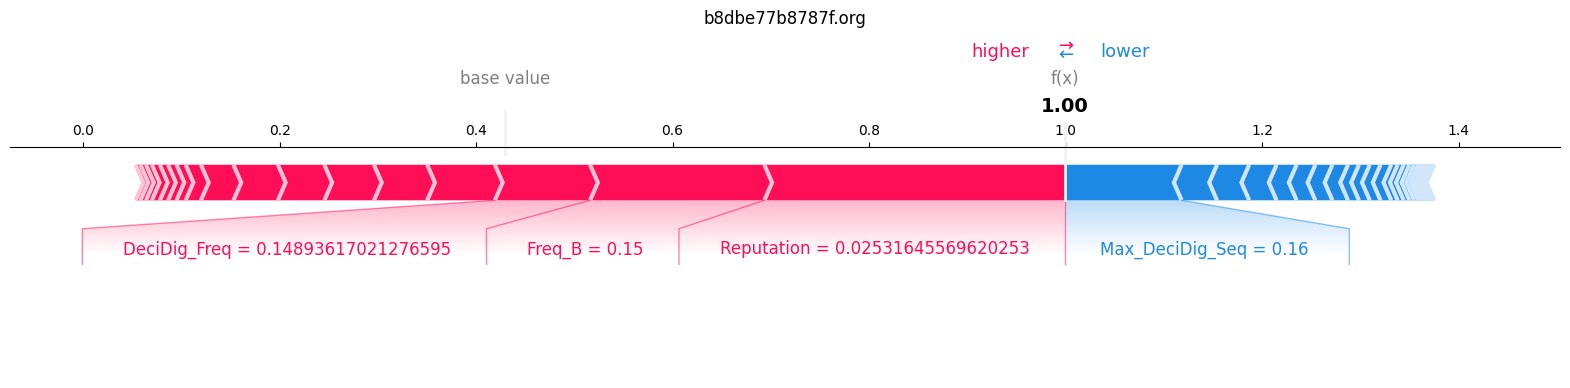 b8dbe77b8787f.org
higher → ← lower
base value f(x)
1.00
0.0 0.2 0.4 0.6 0.8 1 0 1.2 1.4
DeciDig_Freq = 0.14893617021276595 Freq_B = 0.15 Reputation = 0.02531645569620253 Max_DeciDig_Seq = 0.16